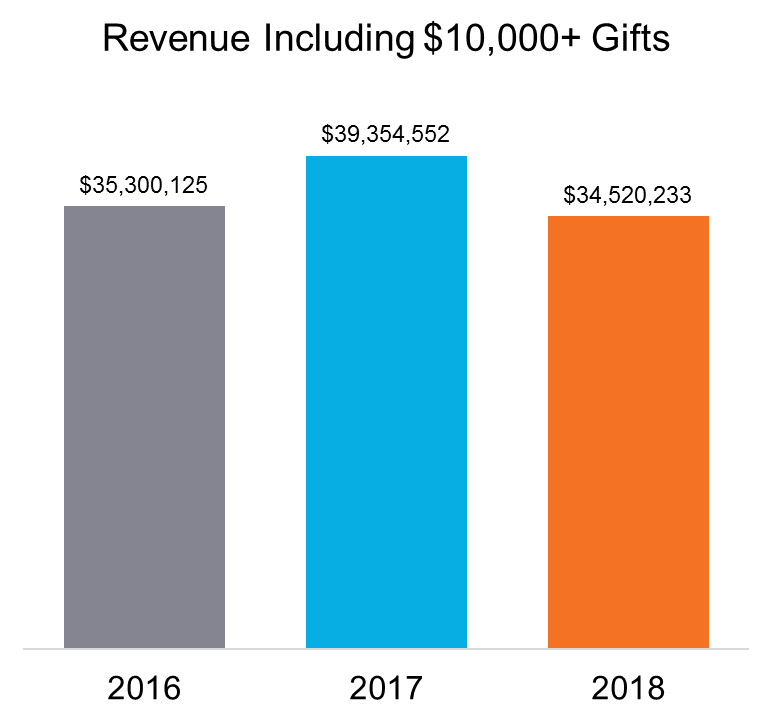 Revenue Including $10,000+ Gifts
$39,354,552
$35,300,125
$34,520,233
2016 2017 2018